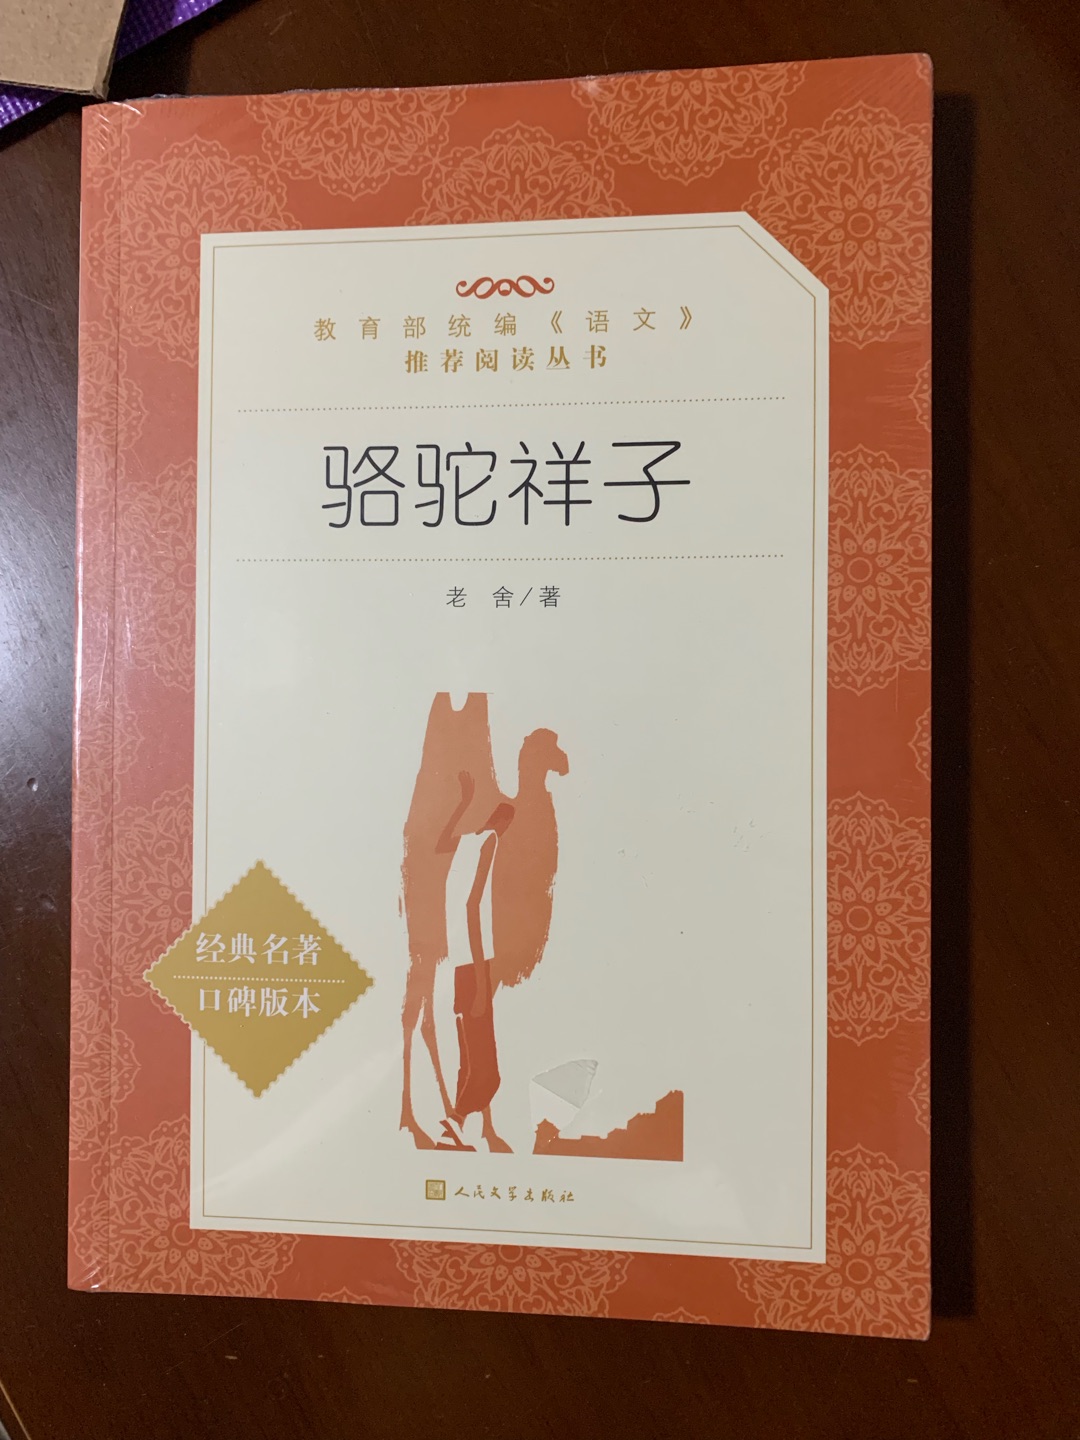 教育部统编《语文》
推荐阅读丛书
骆驼祥子
老 舍/著
经典名著
口碑版本
人民文学出版社